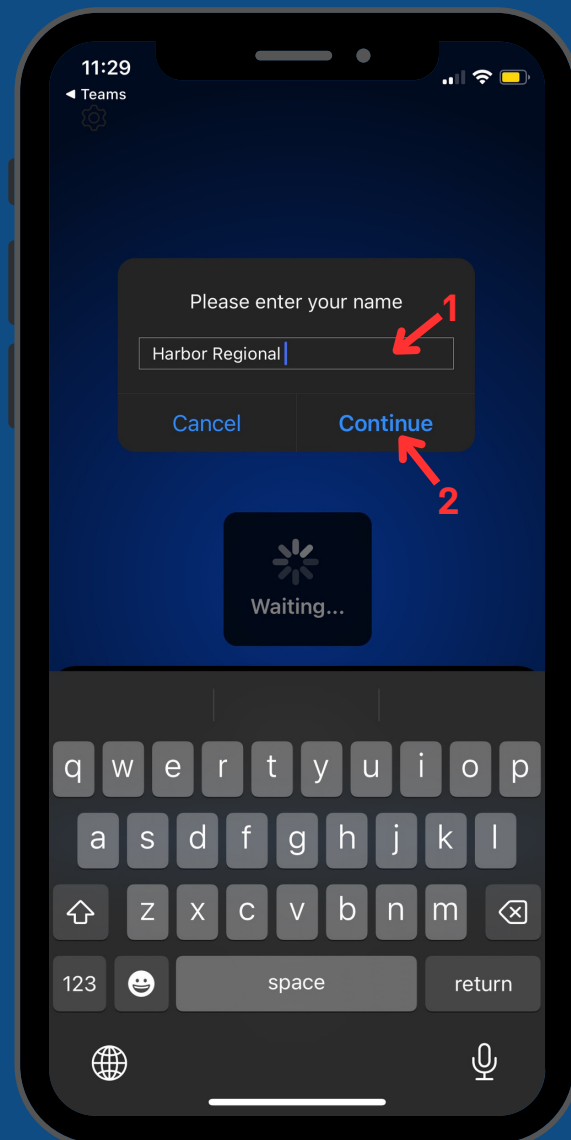 11:29
◀ Teams
Please enter your name
1
Harbor Regional
Cancel Continue
2
Waiting...
q w e r t y u i o p
a s d f g h j k l
z x c v b n m
123 space return